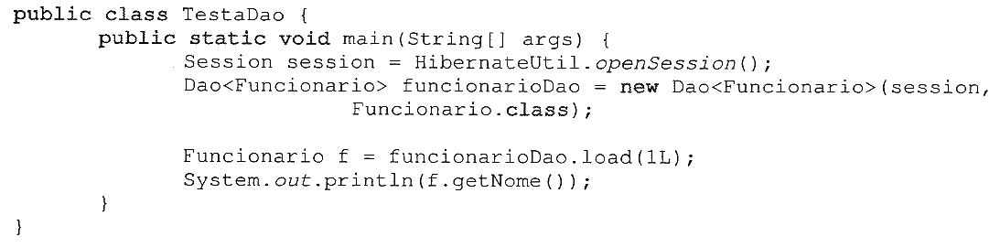 public class TestaDao {
public static void main(String[] args) {
Session session = HibernateUtil.openSession();
Dao<Funcionario> funcionarioDao = new Dao<Funcionario>(session,
Funcionario.class);
Funcionario f = funcionarioDao.load(1L);
System.out.println(f.getNome());
}
}